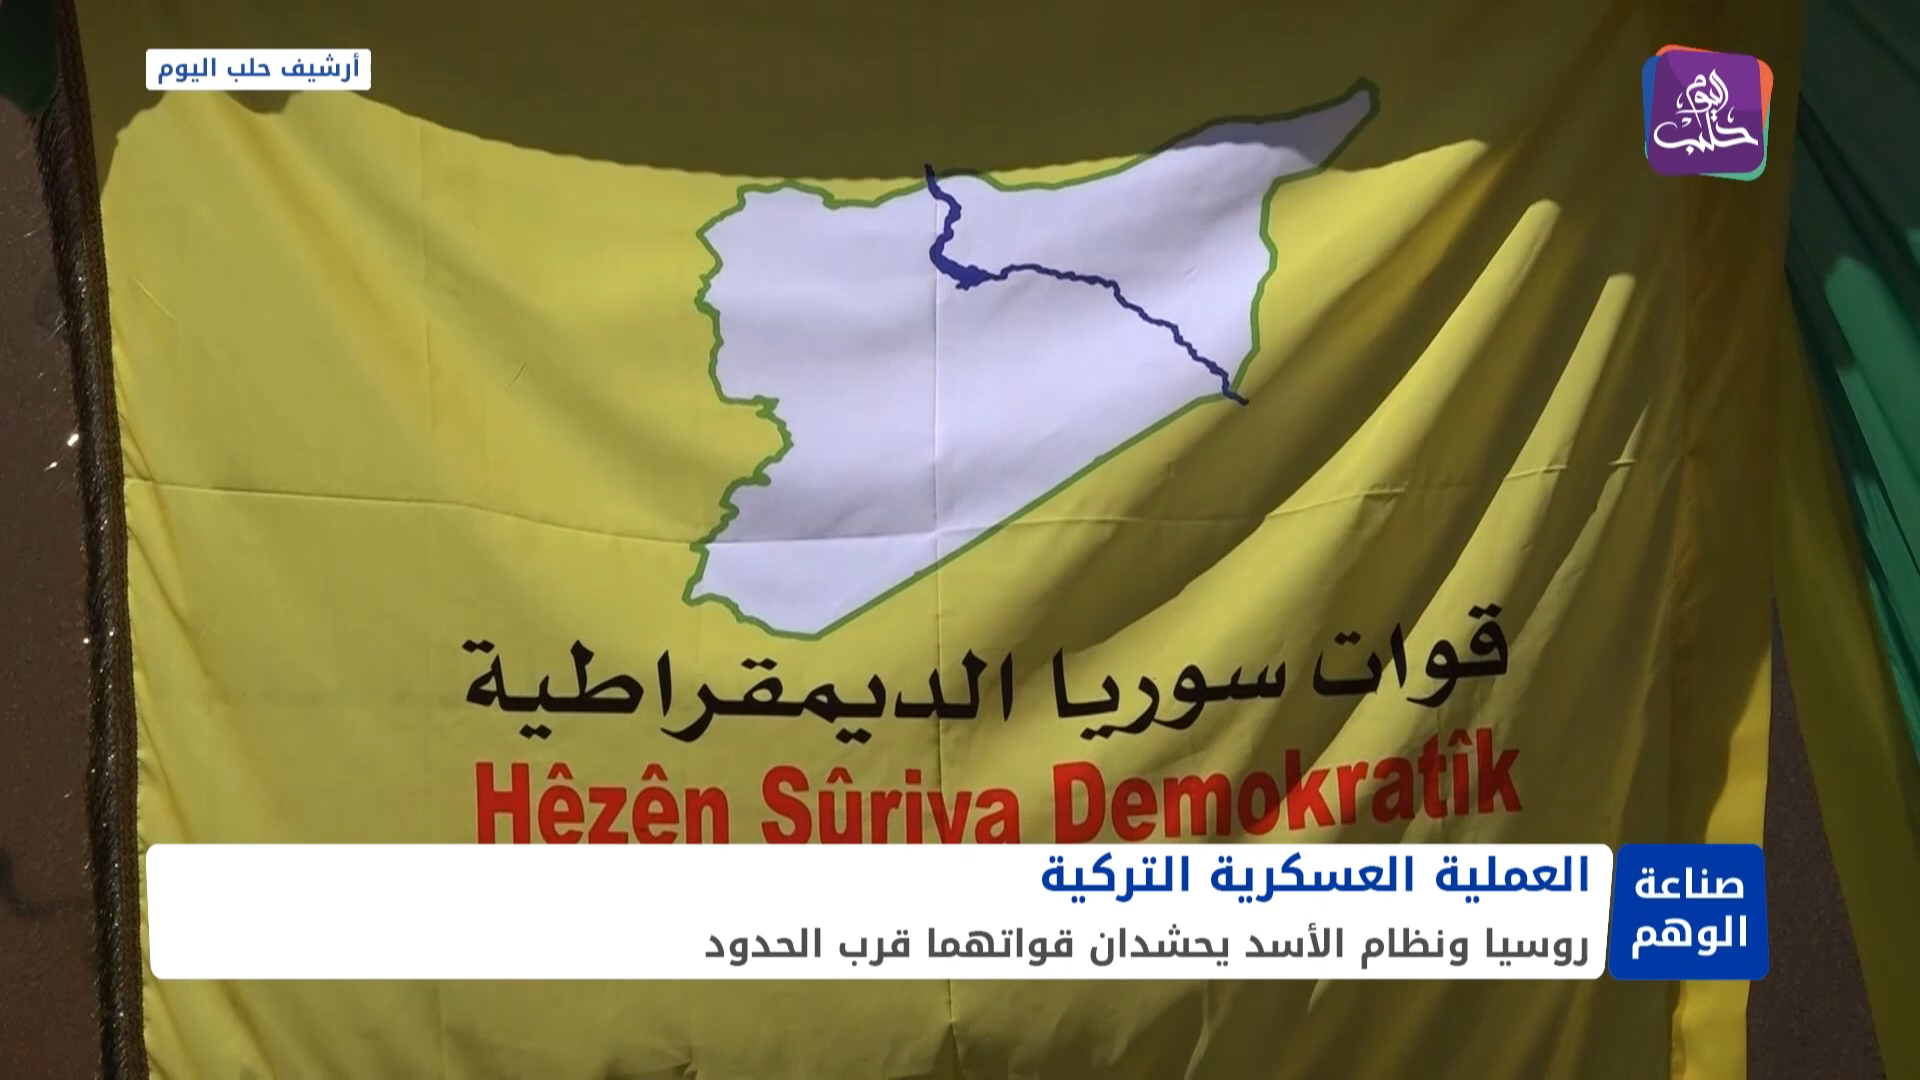 أرشيف حلب اليوم
حلب اليوم
قوات سوريا الديمقراطية
Hêzên Sûriya Demokratîk
صناعة الوهم
العملية العسكرية التركية
روسيا ونظام الأسد يحشدان قواتهما قرب الحدود